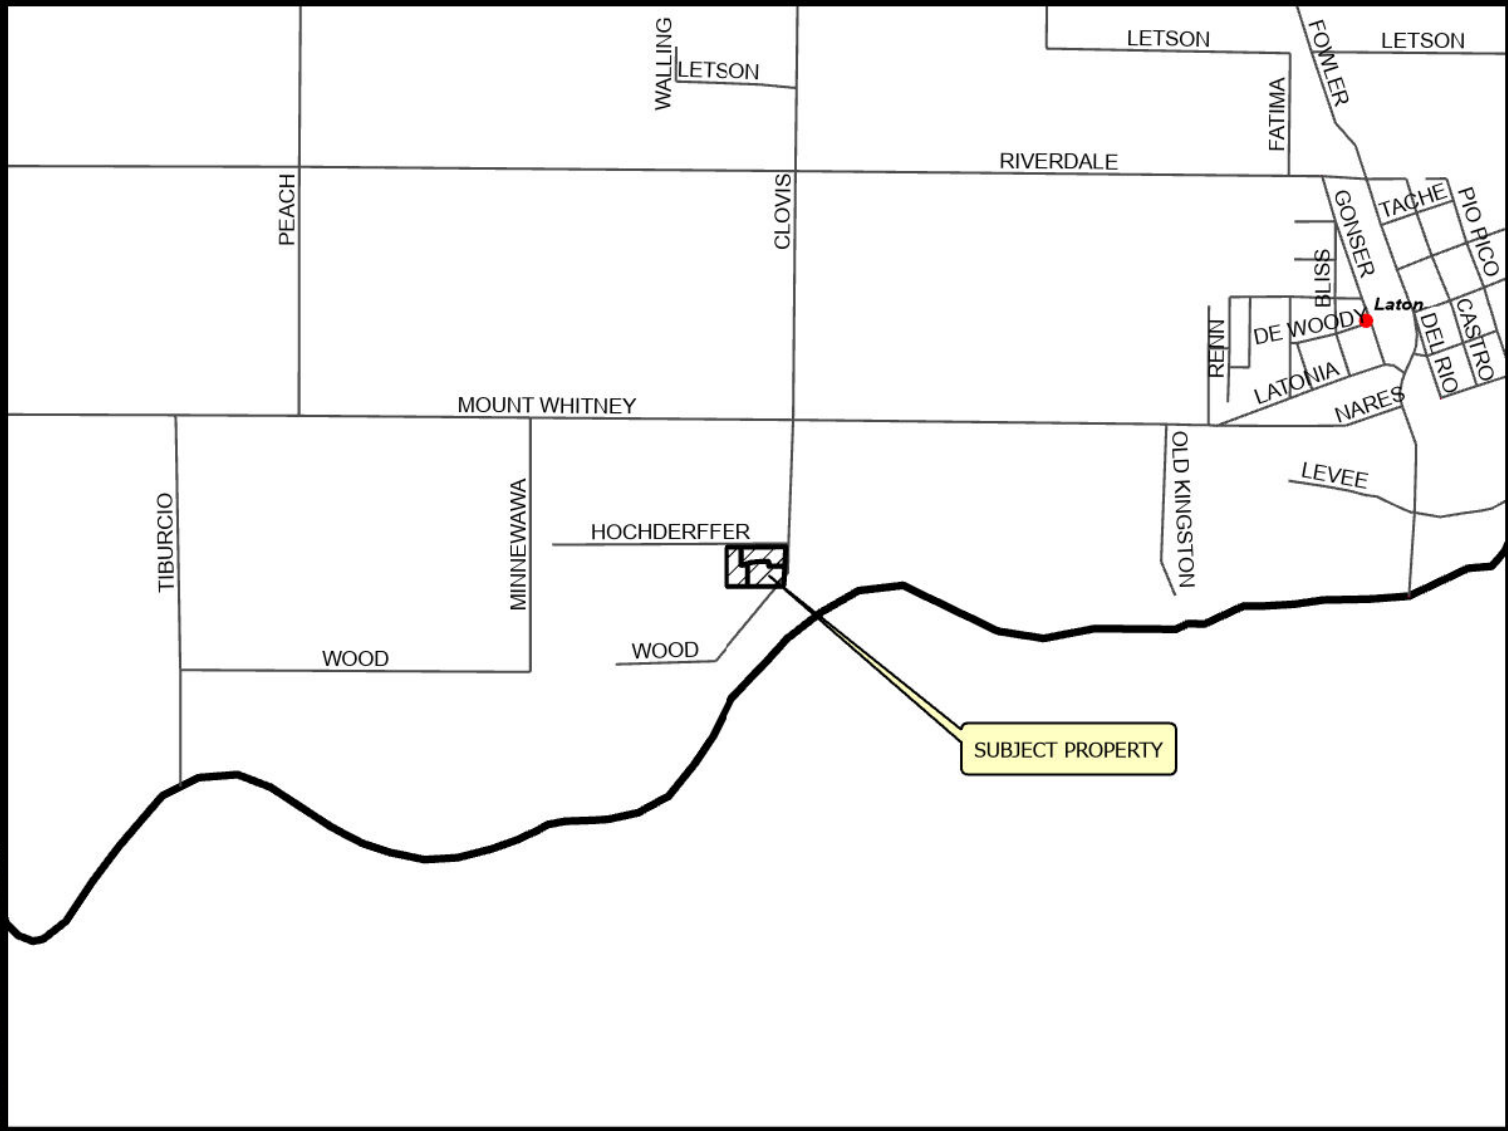 WALLING
LETSON
LETSON
FOWLER
LETSON
FATIMA
RIVERDALE
PEACH
CLOVIS
TACHE
PIO PICO
GONSER
BLISS
Laton
DE WOODY
RENN
DEL RIO
CASTRO
LATONIA
NARES
MOUNT WHITNEY
OLD KINGSTON
LEVEE
TIBURCIO
MINNEWAWA
HOCHDERFFER
WOOD
WOOD
SUBJECT PROPERTY